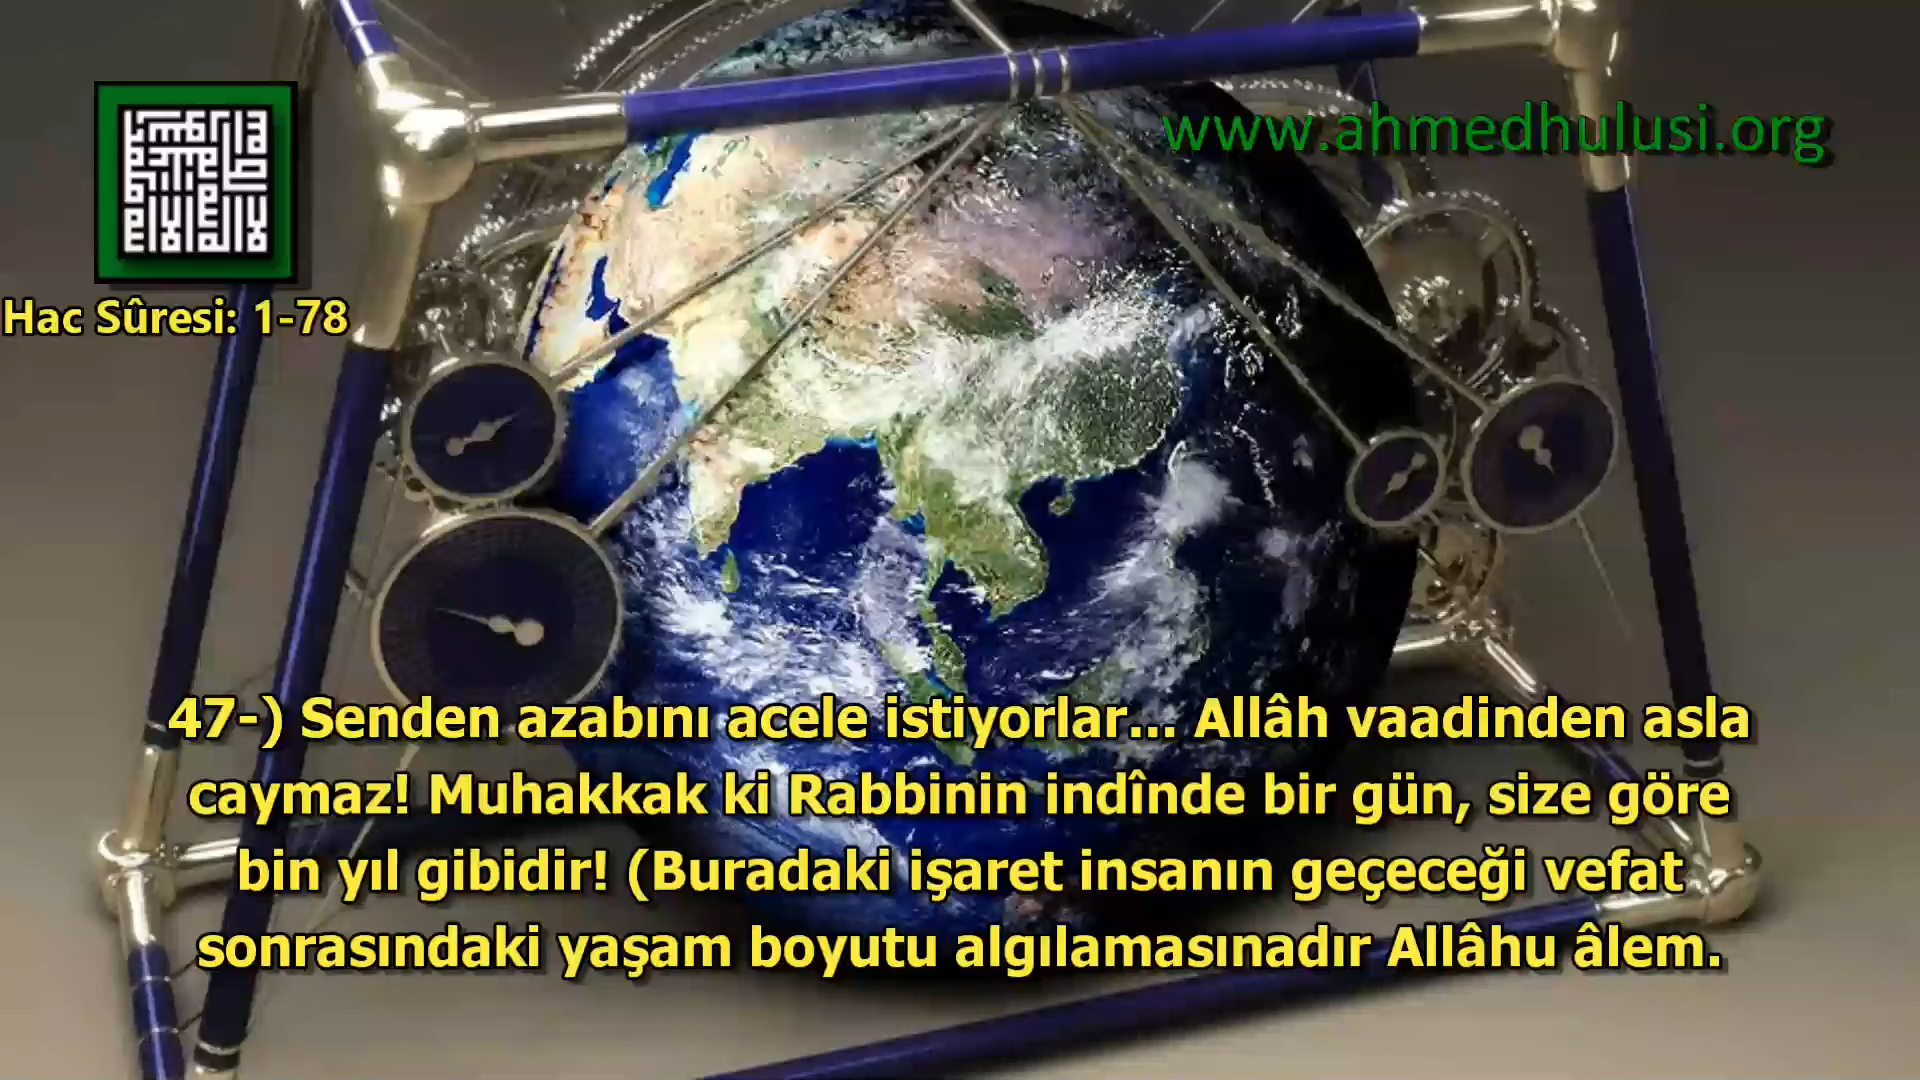 www.ahmedhulusi.org
Hac Sûresi: 1-78
47-) Senden azabını acele istiyorlar... Allâh vaadinden asla
caymaz! Muhakkak ki Rabbinin indînde bir gün, size göre
bin yıl gibidir! (Buradaki işaret insanın geçeceği vefat
sonrasındaki yaşam boyutu algılamasınadır Allâhu âlem.